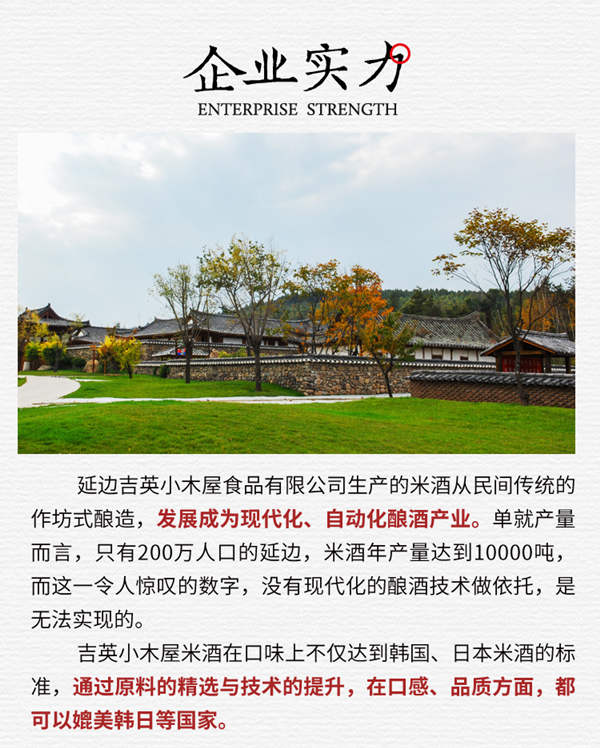 企业实力
ENTERPRISE STRENGTH
延边吉英小木屋食品有限公司生产的米酒从民间传统的
作坊式酿造，发展成为现代化、自动化酿酒产业。单就产量
而言，只有200万人口的延边，米酒年产量达到10000吨，
而这一令人惊叹的数字，没有现代化的酿酒技术做依托，是
无法实现的。
吉英小木屋米酒在口味上不仅达到韩国、日本米酒的标
准，通过原料的精选与技术的提升，在口感、品质方面，都
可以媲美韩日等国家。